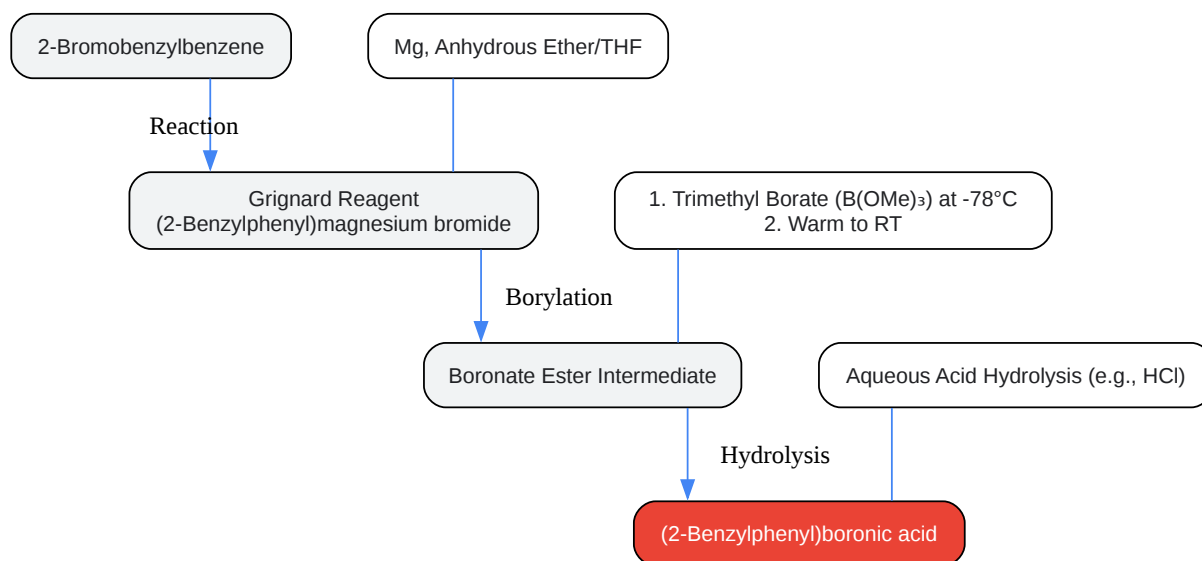 2-Bromobenzylbenzene
Mg, Anhydrous Ether/THF
Reaction
Grignard Reagent
(2-Benzylphenyl)magnesium bromide
1. Trimethyl Borate (B(OMe)₃) at -78°C
2. Warm to RT
Borylation
Boronate Ester Intermediate
Aqueous Acid Hydrolysis (e.g., HCl)
Hydrolysis
(2-Benzylphenyl)boronic acid